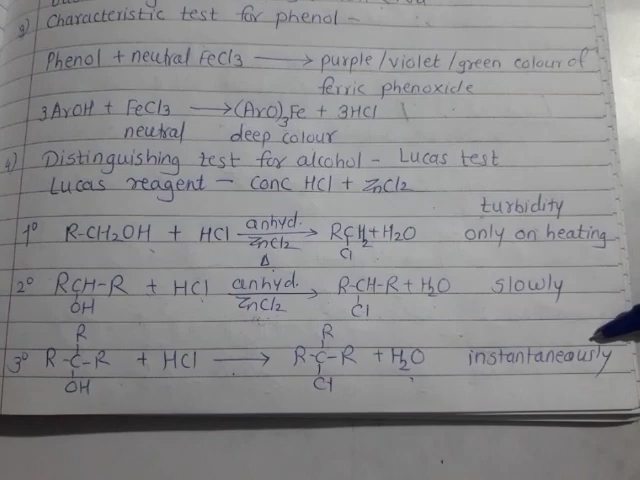 3) Characteristic test for phenol -
Phenol + neutral FeCl3 ⟶ purple/violet/green colour of
ferric phenoxide
3ArOH + FeCl3 ⟶ (ArO)3Fe + 3HCl
neutral deep colour
4) Distinguishing test for alcohol - Lucas test
Lucas reagent - conc HCl + ZnCl2
turbidity
1° R-CH2OH + HCl anhyd. ZnCl2 Δ ⟶ RCH2 + H2O only on heating
Cl
2° RCH-R + HCl anhyd. ZnCl2 ⟶ R-CH-R + H2O slowly
OH Cl
R R
3° R-C-R + HCl ⟶ R-C-R + H2O instantaneously
OH Cl